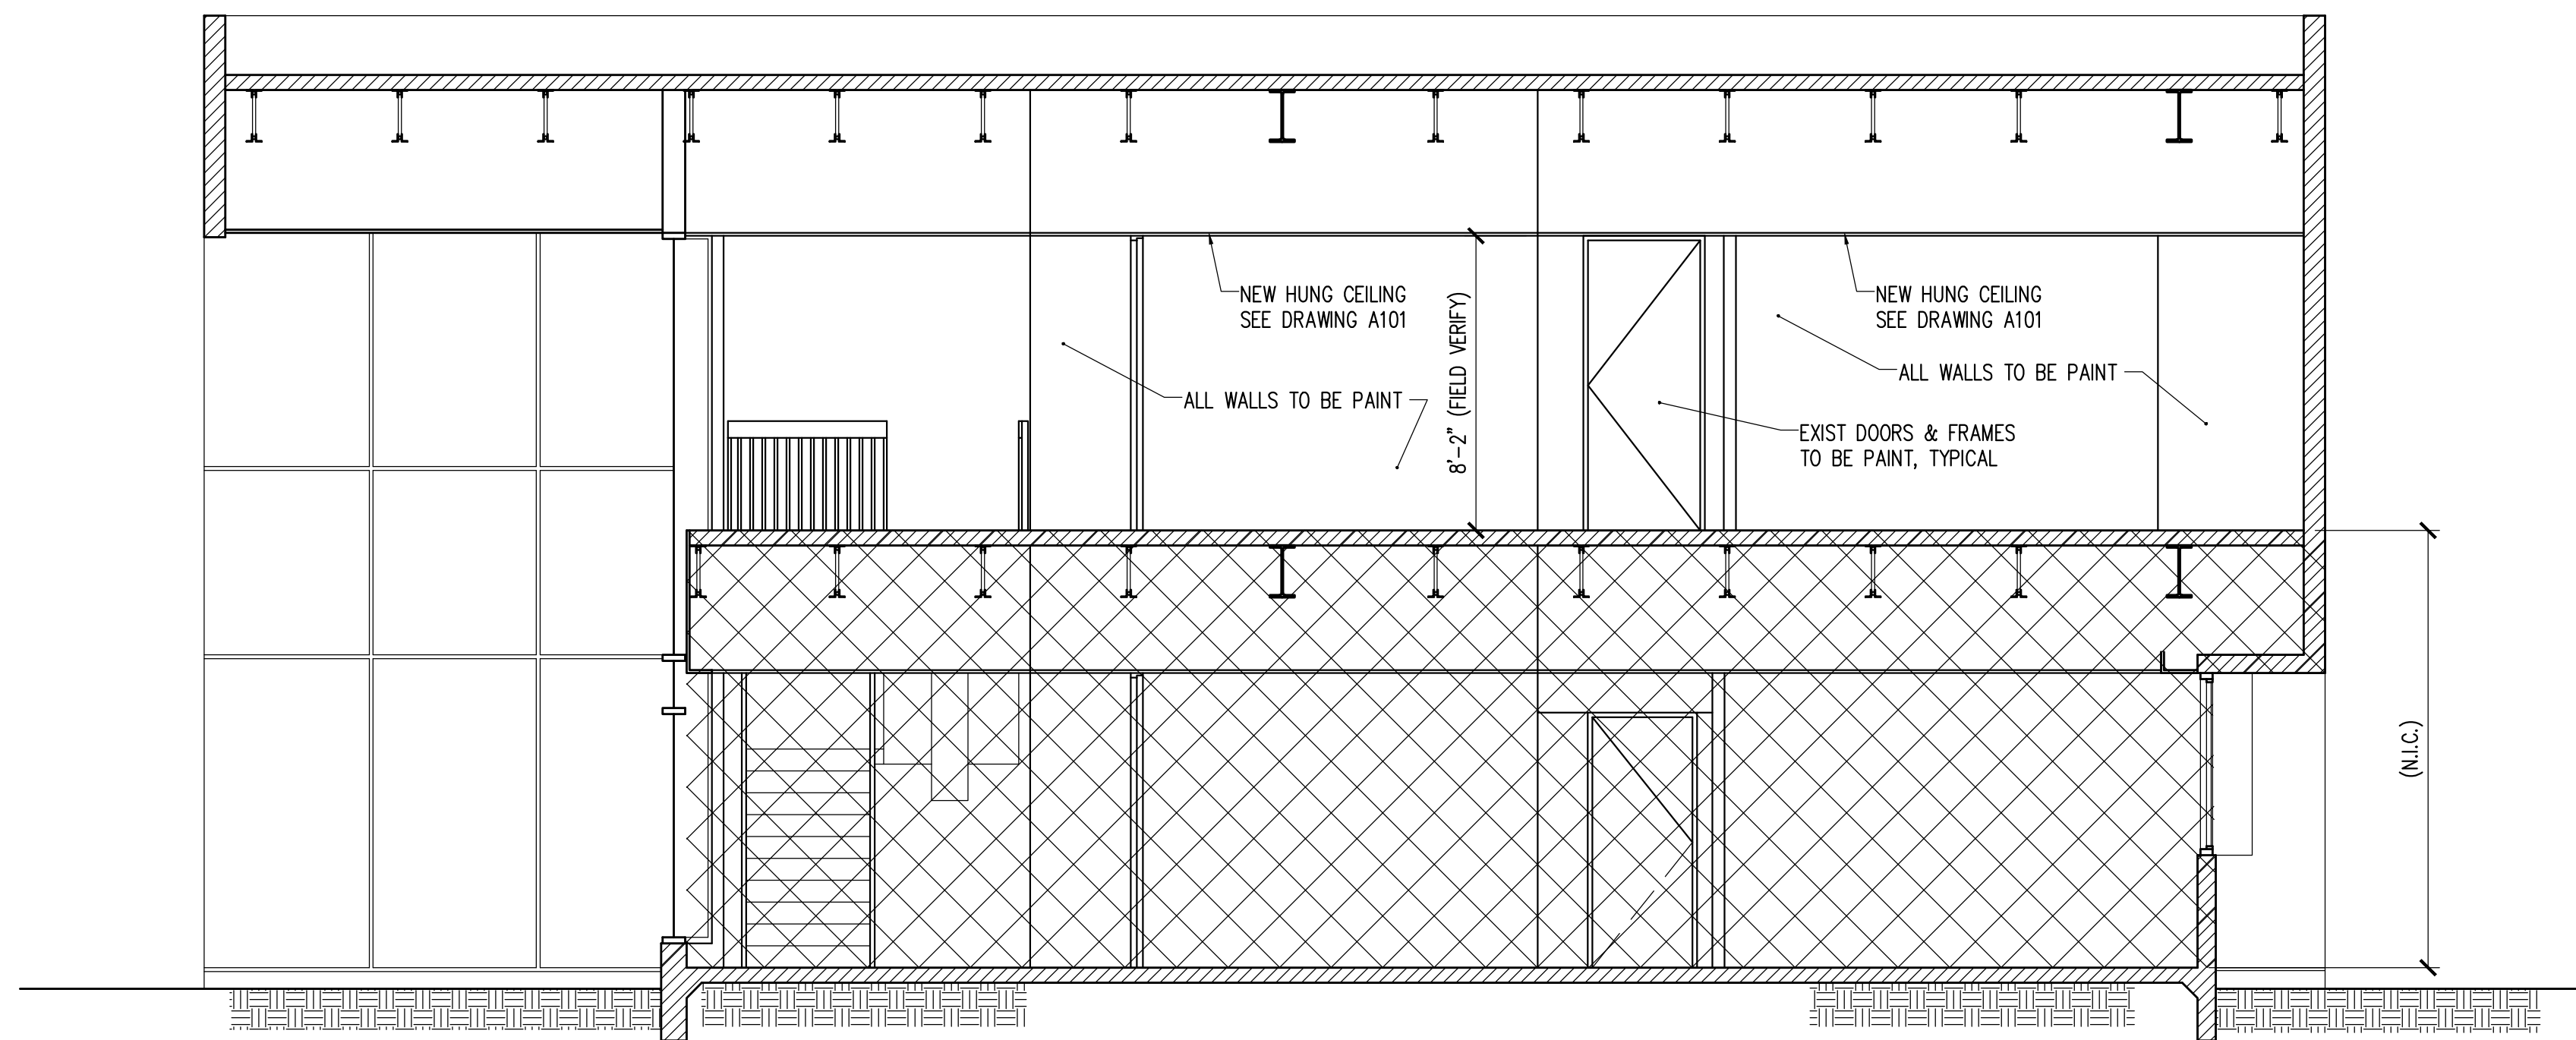 NEW HUNG CEILING
SEE DRAWING A101
ALL WALLS TO BE PAINT
8'-2" (FIELD VERIFY)
NEW HUNG CEILING
SEE DRAWING A101
ALL WALLS TO BE PAINT
EXIST DOORS & FRAMES
TO BE PAINT, TYPICAL
(N.I.C.)